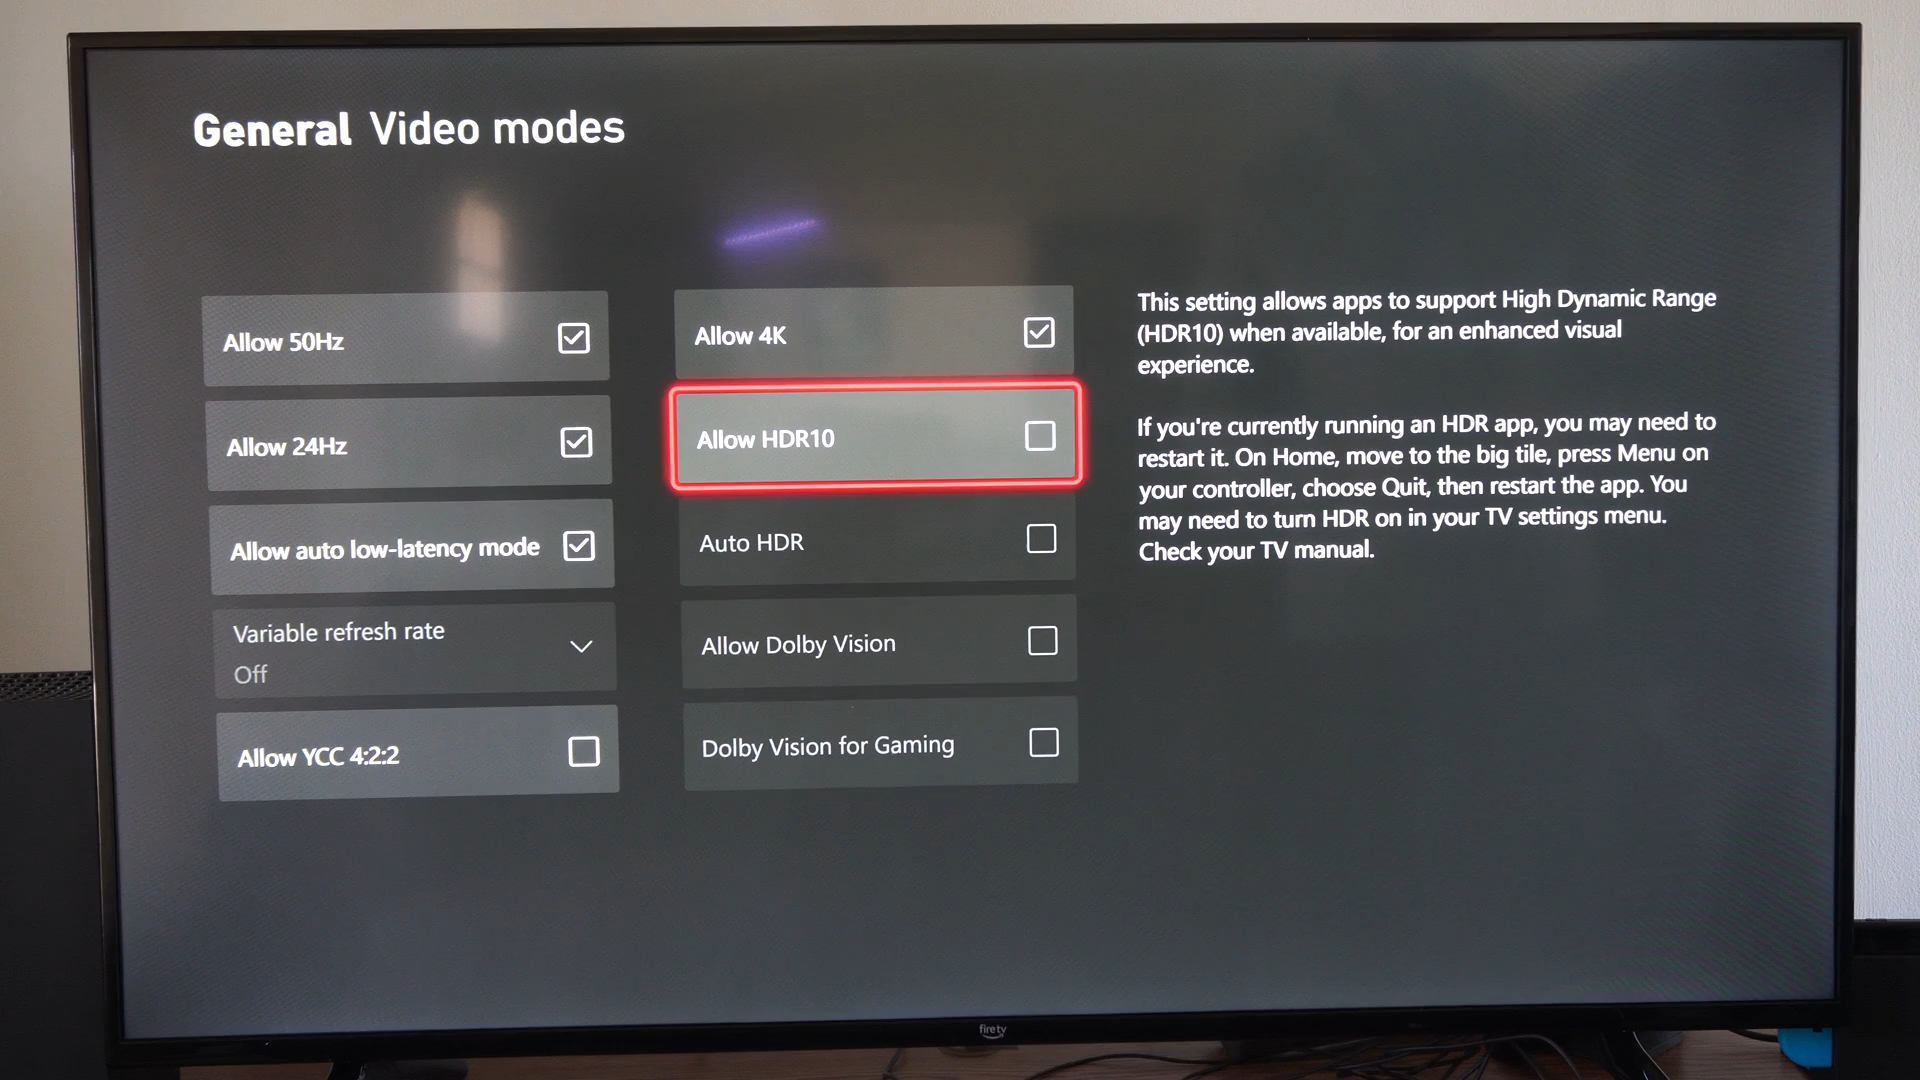 General Video modes
Allow 50Hz
Allow 24Hz
Allow auto low-latency mode
Variable refresh rate
Off
Allow YCC 4:2:2
Allow 4K
Allow HDR10
Auto HDR
Allow Dolby Vision
Dolby Vision for Gaming
This setting allows apps to support High Dynamic Range
(HDR10) when available, for an enhanced visual
experience.
If you're currently running an HDR app, you may need to
restart it. On Home, move to the big tile, press Menu on
your controller, choose Quit, then restart the app. You
may need to turn HDR on in your TV settings menu.
Check your TV manual.
firetv